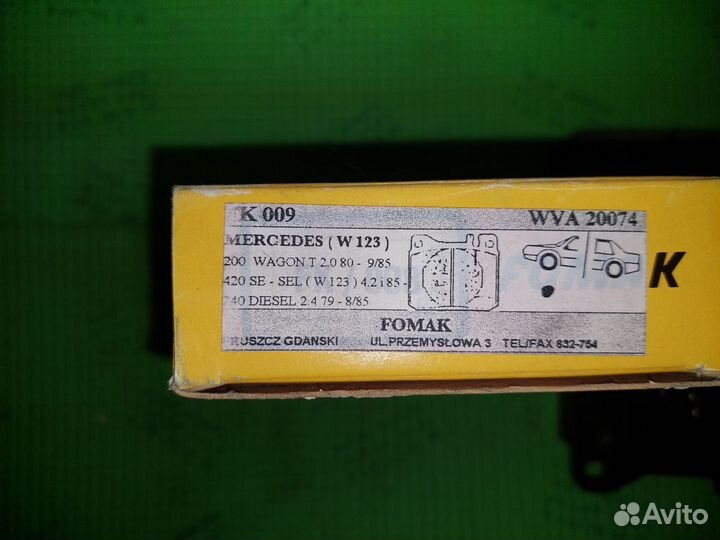 K 009 WVA 20074
MERCEDES ( W 123 )
200 WAGON T 2.0 80 - 9/85
420 SE - SEL ( W 123 ) 4.2 i 85 -
240 DIESEL 2.4 79 - 8/85
FOMAK
RUSZCZ GDAŃSKI UL.PRZEMYSŁOWA 3 TEL/FAX 832-754
K
Avito